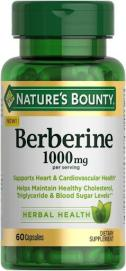 NATURE'S BOUNTY®
NEW!
Berberine
1000mg
per serving
Supports Heart & Cardiovascular Health*
Helps Maintain Healthy Cholesterol,
Triglyceride & Blood Sugar Levels*^
HERBAL HEALTH
60 Capsules
DIETARY
SUPPLEMENT